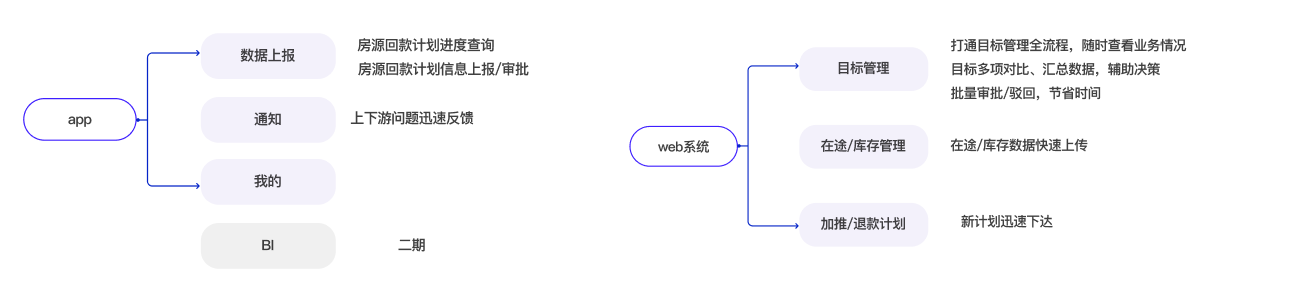 app
数据上报
房源回款计划进度查询
房源回款计划信息上报/审批
通知
上下游问题迅速反馈
我的
BI
二期
web系统
目标管理
打通目标管理全流程，随时查看业务情况
目标多项对比、汇总数据，辅助决策
批量审批/驳回，节省时间
在途/库存管理
在途/库存数据快速上传
加推/退款计划
新计划迅速下达